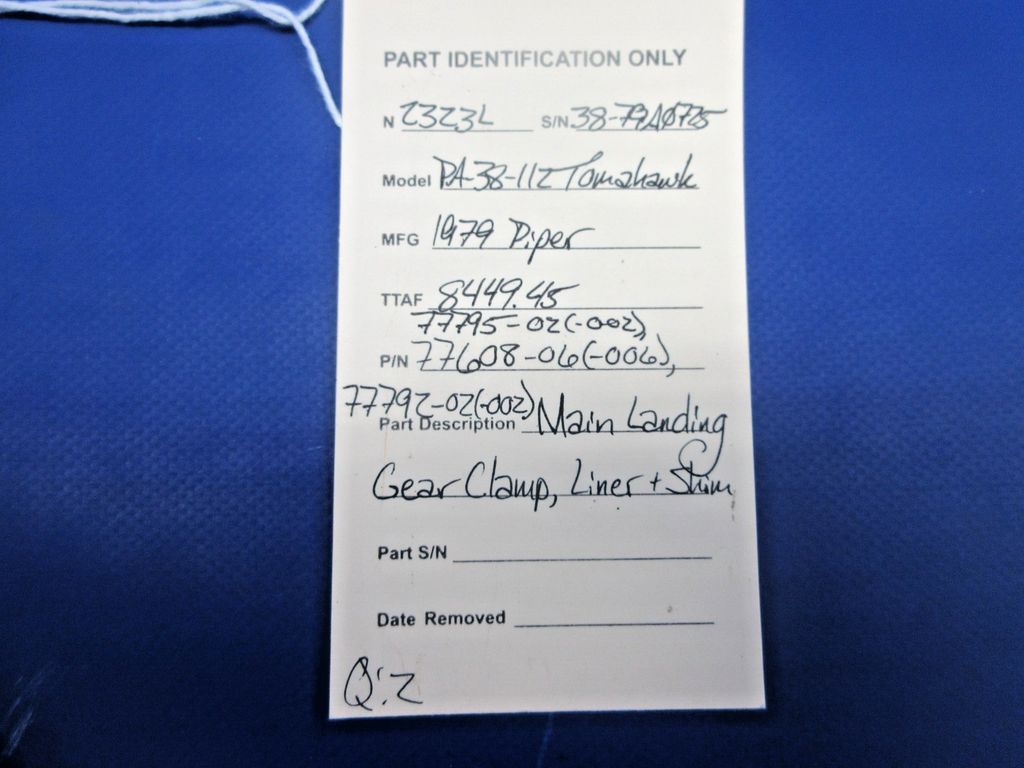 PART IDENTIFICATION ONLY
N 2323L S/N 38-79A0725
Model PA-38-112 Tomahawk
MFG 1979 Piper
TTAF 8449.45
77795-02(-002),
P/N 77608-06(-006),
77792-02(-002)
Part Description Main Landing
Gear Clamp, Liner + Shim
Part S/N
Date Removed
Q:2